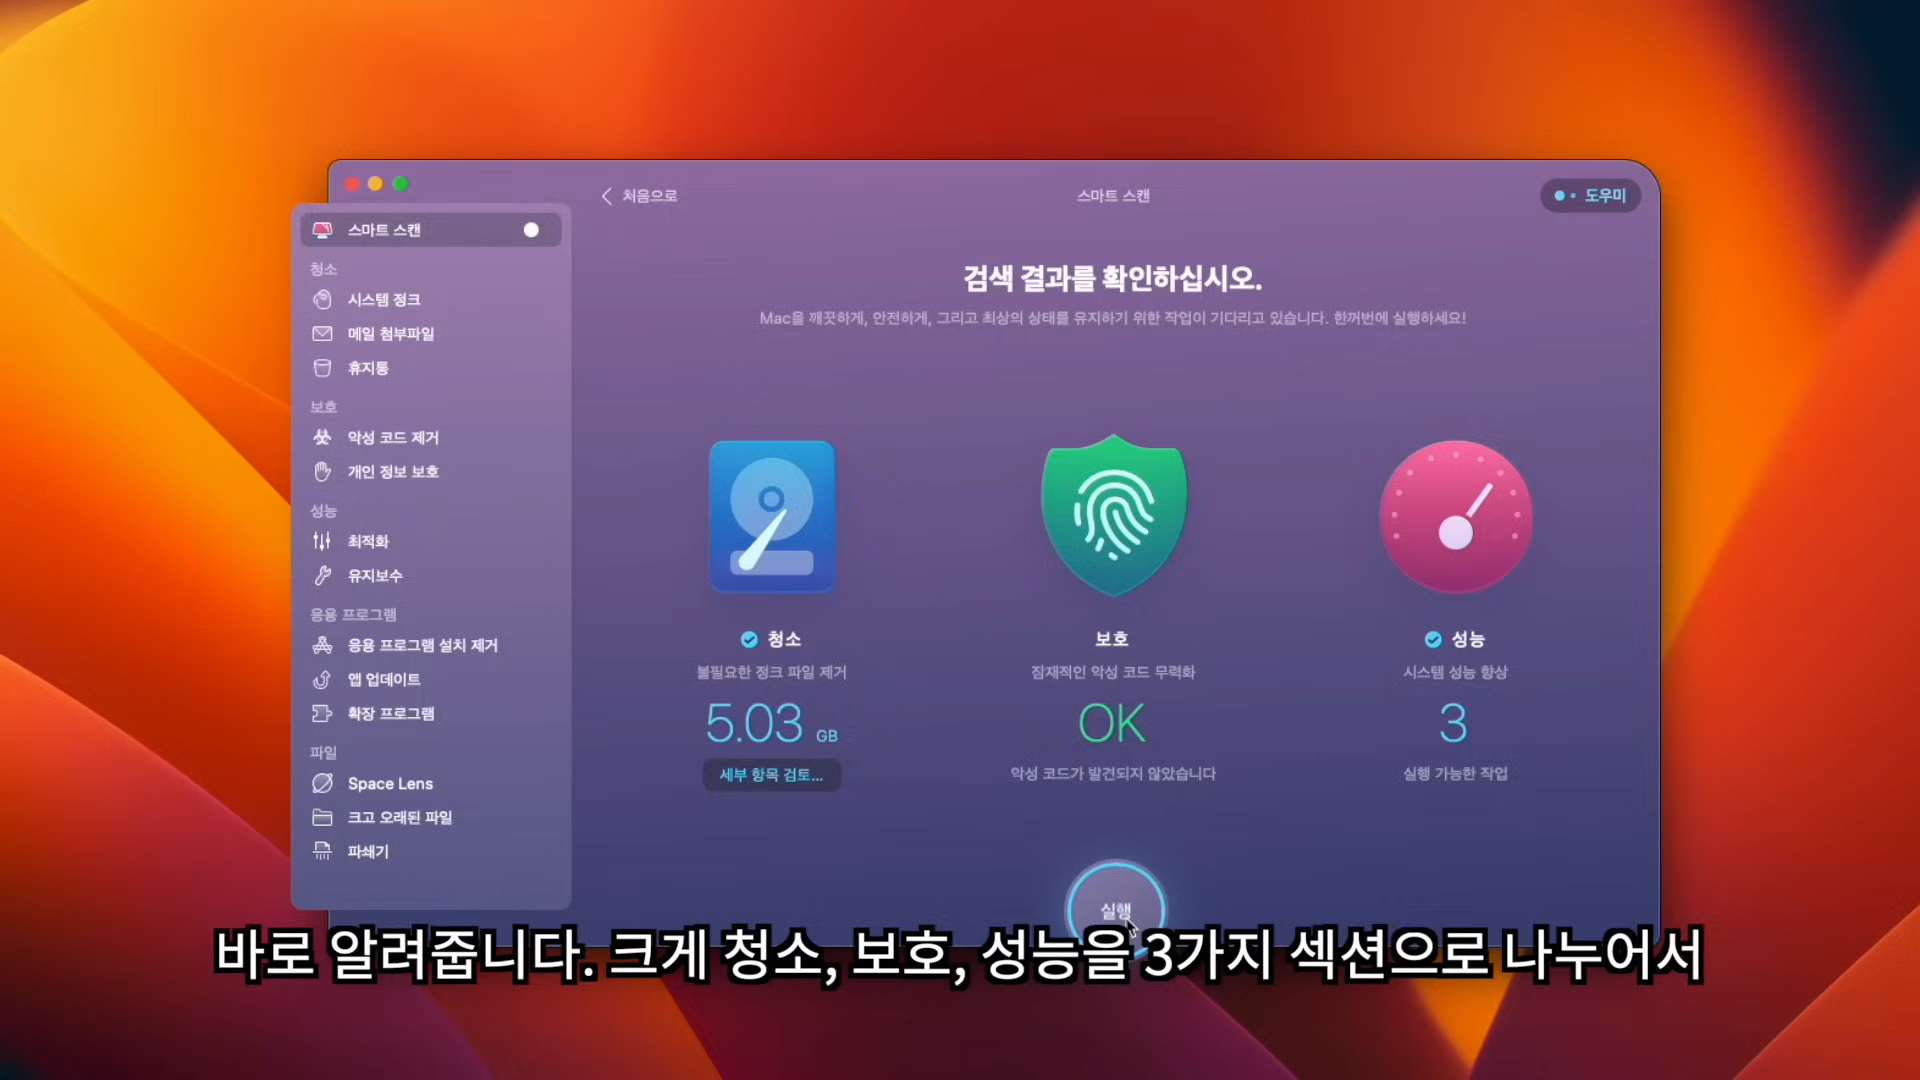 처음으로
스마트 스캔
도우미
스마트 스캔
청소
시스템 정크
메일 첨부파일
휴지통
보호
악성 코드 제거
개인 정보 보호
성능
최적화
유지보수
응용 프로그램
응용 프로그램 설치 제거
앱 업데이트
확장 프로그램
파일
Space Lens
크고 오래된 파일
파쇄기
검색 결과를 확인하십시오.
Mac을 깨끗하게, 안전하게, 그리고 최상의 상태를 유지하기 위한 작업이 기다리고 있습니다. 한꺼번에 실행하세요!
청소
불필요한 정크 파일 제거
5.03 GB
세부 항목 검토...
보호
잠재적인 악성 코드 무력화
OK
악성 코드가 발견되지 않았습니다
성능
시스템 성능 향상
3
실행 가능한 작업
실행
바로 알려줍니다. 크게 청소, 보호, 성능을 3가지 섹션으로 나누어서